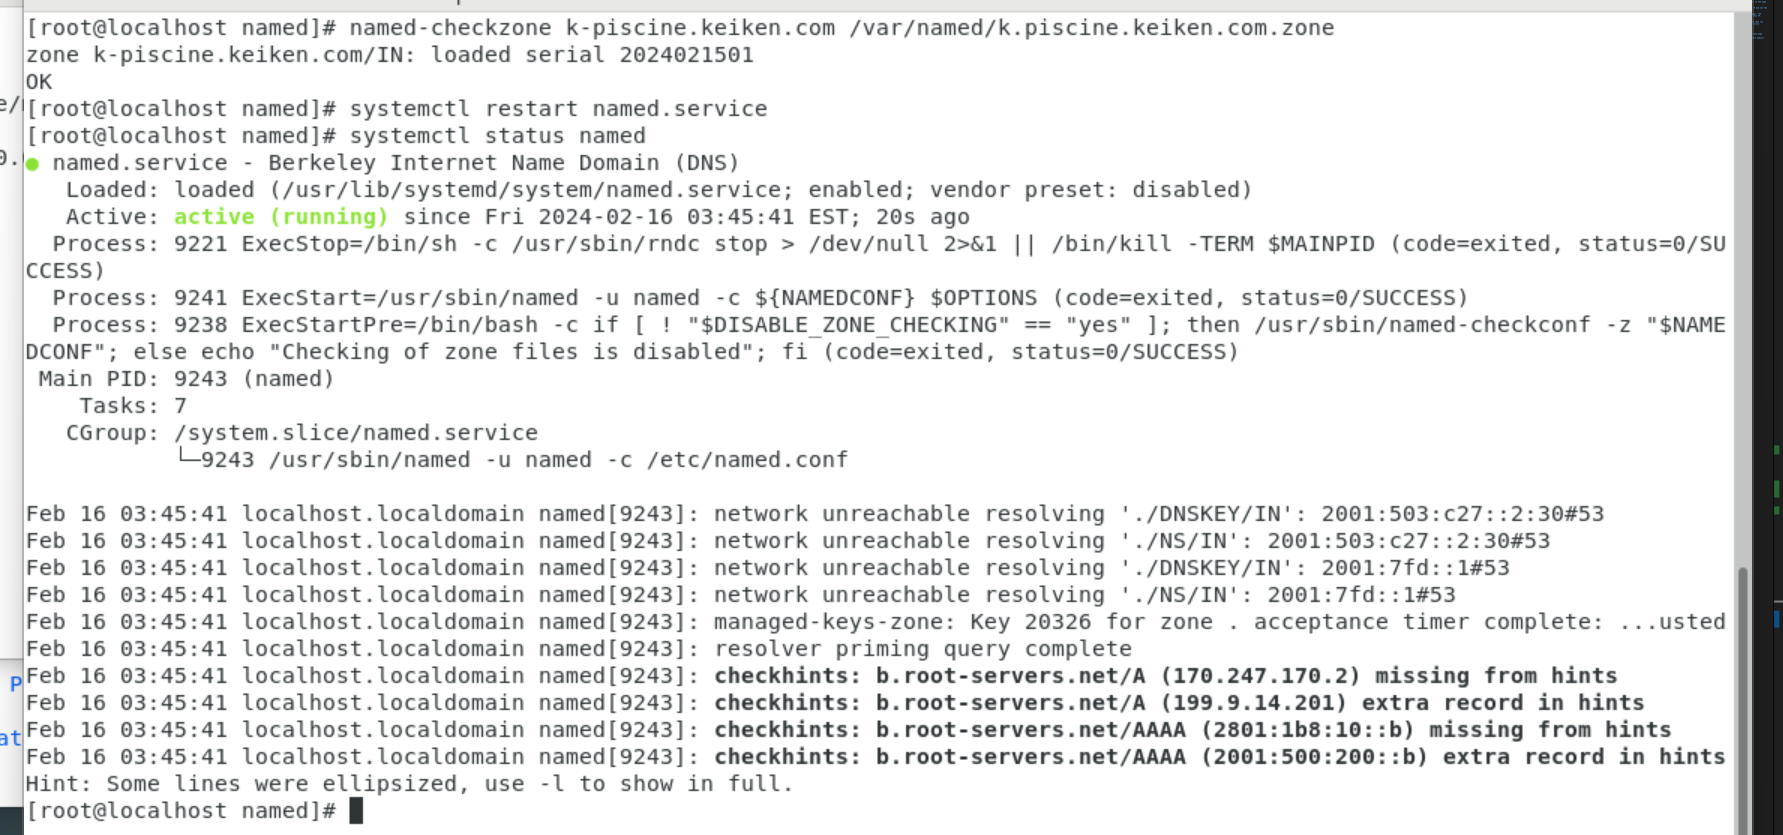 [root@localhost named]# named-checkzone k-piscine.keiken.com /var/named/k.piscine.keiken.com.zone
zone k-piscine.keiken.com/IN: loaded serial 2024021501
OK
[root@localhost named]# systemctl restart named.service
[root@localhost named]# systemctl status named
● named.service - Berkeley Internet Name Domain (DNS)
   Loaded: loaded (/usr/lib/systemd/system/named.service; enabled; vendor preset: disabled)
   Active: active (running) since Fri 2024-02-16 03:45:41 EST; 20s ago
  Process: 9221 ExecStop=/bin/sh -c /usr/sbin/rndc stop > /dev/null 2>&1 || /bin/kill -TERM $MAINPID (code=exited, status=0/SU
CCESS)
  Process: 9241 ExecStart=/usr/sbin/named -u named -c ${NAMEDCONF} $OPTIONS (code=exited, status=0/SUCCESS)
  Process: 9238 ExecStartPre=/bin/bash -c if [ ! "$DISABLE_ZONE_CHECKING" == "yes" ]; then /usr/sbin/named-checkconf -z "$NAME
DCONF"; else echo "Checking of zone files is disabled"; fi (code=exited, status=0/SUCCESS)
 Main PID: 9243 (named)
    Tasks: 7
   CGroup: /system.slice/named.service
           └─9243 /usr/sbin/named -u named -c /etc/named.conf
Feb 16 03:45:41 localhost.localdomain named[9243]: network unreachable resolving './DNSKEY/IN': 2001:503:c27::2:30#53
Feb 16 03:45:41 localhost.localdomain named[9243]: network unreachable resolving './NS/IN': 2001:503:c27::2:30#53
Feb 16 03:45:41 localhost.localdomain named[9243]: network unreachable resolving './DNSKEY/IN': 2001:7fd::1#53
Feb 16 03:45:41 localhost.localdomain named[9243]: network unreachable resolving './NS/IN': 2001:7fd::1#53
Feb 16 03:45:41 localhost.localdomain named[9243]: managed-keys-zone: Key 20326 for zone . acceptance timer complete: ...usted
Feb 16 03:45:41 localhost.localdomain named[9243]: resolver priming query complete
Feb 16 03:45:41 localhost.localdomain named[9243]: checkhints: b.root-servers.net/A (170.247.170.2) missing from hints
Feb 16 03:45:41 localhost.localdomain named[9243]: checkhints: b.root-servers.net/A (199.9.14.201) extra record in hints
Feb 16 03:45:41 localhost.localdomain named[9243]: checkhints: b.root-servers.net/AAAA (2801:1b8:10::b) missing from hints
Feb 16 03:45:41 localhost.localdomain named[9243]: checkhints: b.root-servers.net/AAAA (2001:500:200::b) extra record in hints
Hint: Some lines were ellipsized, use -l to show in full.
[root@localhost named]#